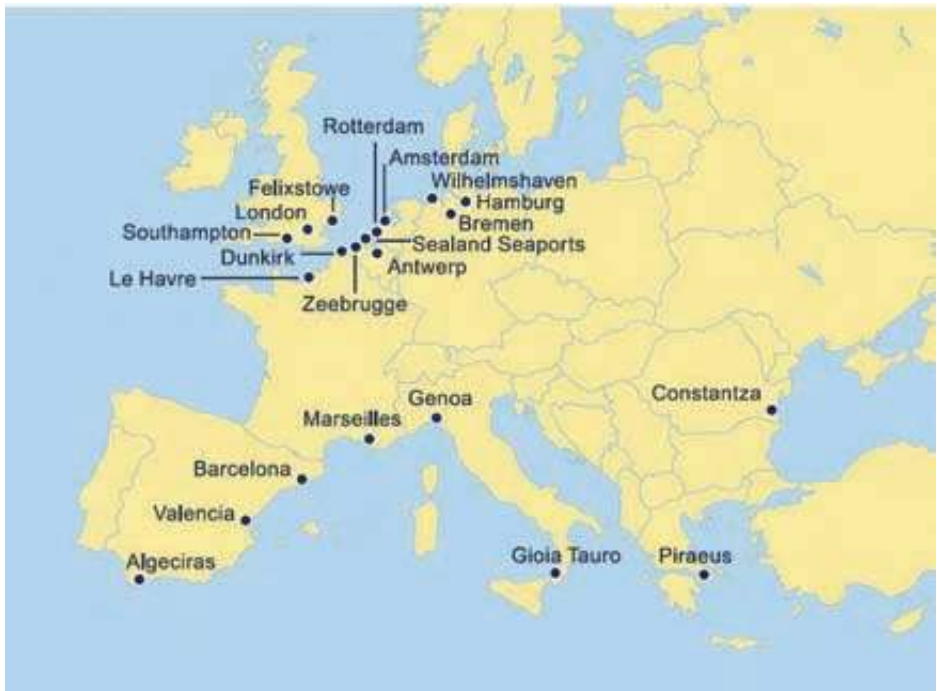 Rotterdam
Amsterdam
Wilhelmshaven
Felixstowe
Hamburg
London
Bremen
Southampton
Sealand Seaports
Dunkirk
Antwerp
Le Havre
Zeebrugge
Genoa
Constantza
Marseilles
Barcelona
Valencia
Gioia Tauro
Piraeus
Algeciras